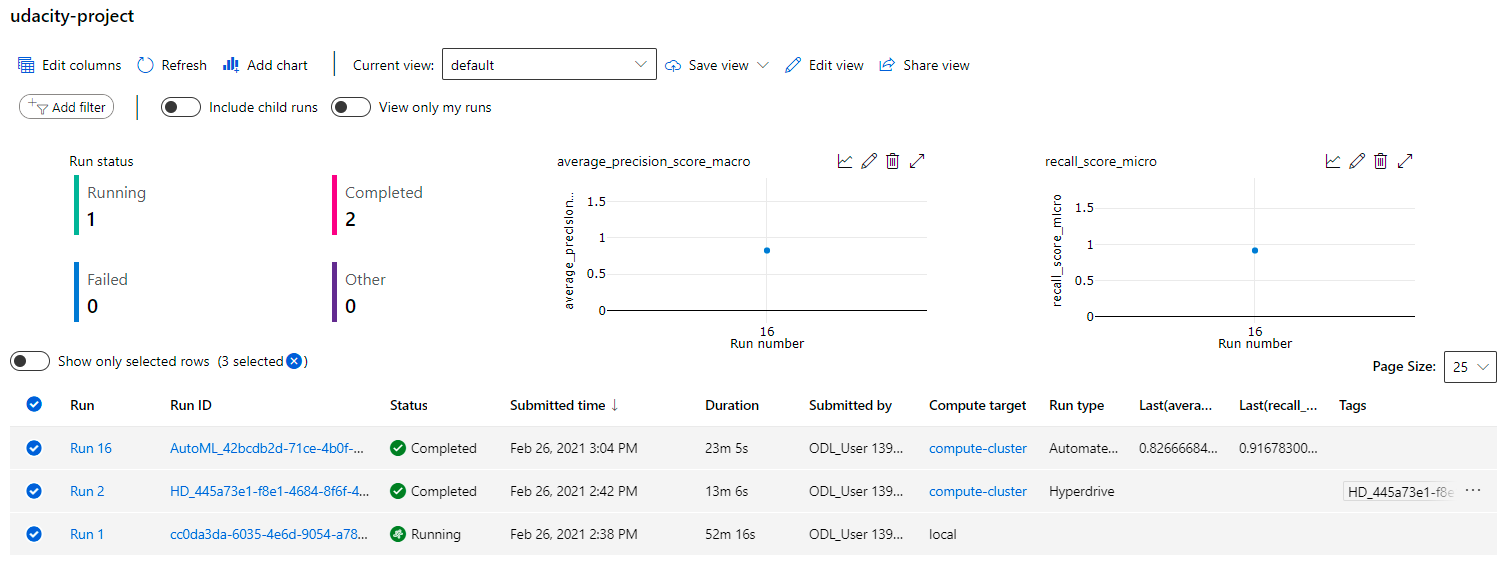 udacity-project
Edit columns Refresh Add chart Current view: default Save view Edit view Share view
Add filter Include child runs View only my runs
Run status
Running
1
Completed
2
Failed
0
Other
0
average_precision_score_macro
average_precision...
1.5
1
0.5
0
16
Run number
recall_score_micro
recall_score_micro
1.5
1
0.5
0
16
Run number
Show only selected rows (3 selected )
Page Size: 25
Run Run ID Status Submitted time ↓ Duration Submitted by Compute target Run type Last(avera... Last(recall_... Tags
Run 16 AutoML_42bcdb2d-71ce-4b0f-... Completed Feb 26, 2021 3:04 PM 23m 5s ODL_User 139... compute-cluster Automate... 0.82666684... 0.91678300...
Run 2 HD_445a73e1-f8e1-4684-8f6f-4... Completed Feb 26, 2021 2:42 PM 13m 6s ODL_User 139... compute-cluster Hyperdrive HD_445a73e1-f8e ...
Run 1 cc0da3da-6035-4e6d-9054-a78... Running Feb 26, 2021 2:38 PM 52m 16s ODL_User 139... local